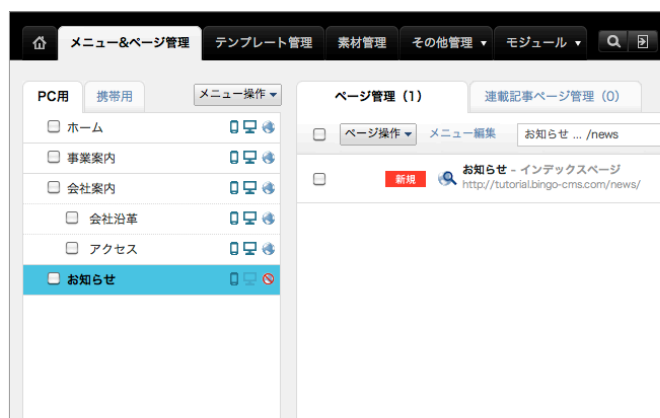 メニュー&ページ管理 テンプレート管理 素材管理 その他管理 ▼ モジュール ▼
PC用 携帯用 メニュー操作▼
ページ管理（1） 連載記事ページ管理（0）
ホーム
ページ操作▼ メニュー編集 お知らせ ... /news
事業案内
会社案内
新規 お知らせ - インデックスページ
http://tutorial.bingo-cms.com/news/
会社沿革
アクセス
お知らせ